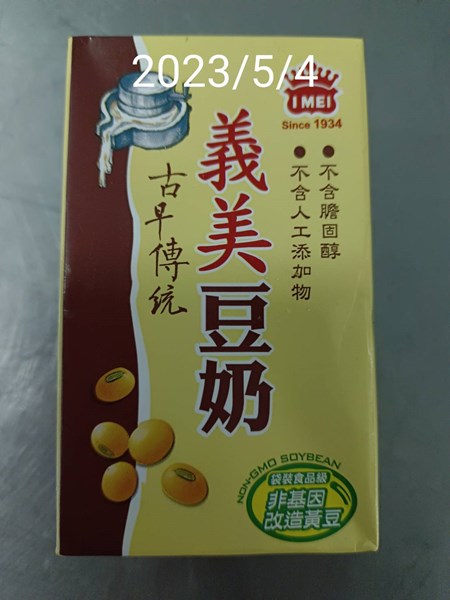 2023/5/4
I MEI
Since 1934
● 不含膽固醇
● 不含人工添加物
義美豆奶
古早傳統
NON-GMO SOYBEAN
袋裝食品級
非基因
改造黃豆